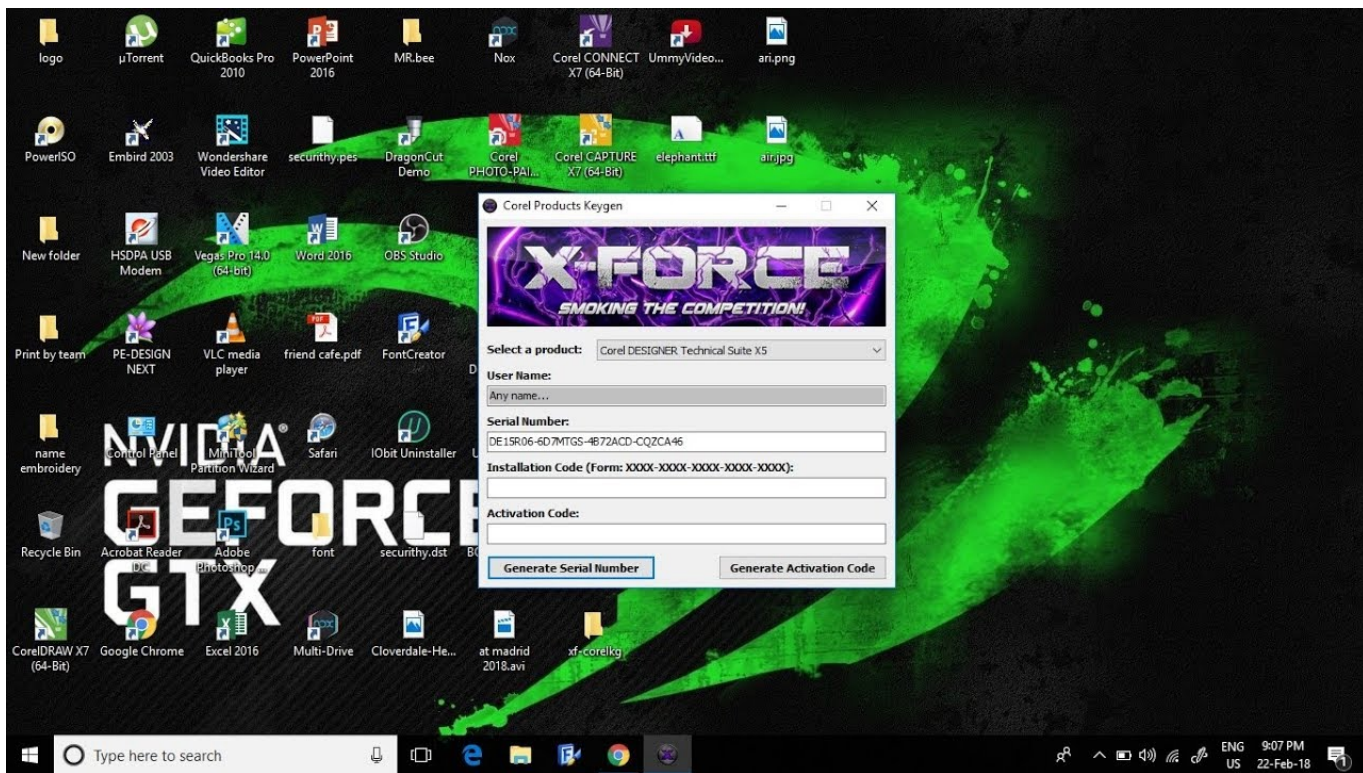 logo
µTorrent
QuickBooks Pro
2010
PowerPoint
2016
MR.bee
Nox
Corel CONNECT
X7 (64-Bit)
UmmyVideo...
ari.png
PowerISO
Embird 2003
Wondershare
Video Editor
securithy.pes
DragonCut
Demo
Corel
PHOTO-PAI...
Corel CAPTURE
X7 (64-Bit)
elephant.ttf
air.jpg
New folder
HSDPA USB
Modem
Vegas Pro 14.0
(64-bit)
Word 2016
OBS Studio
Print by team
PE-DESIGN
NEXT
VLC media
player
friend cafe.pdf
FontCreator
name
embroidery
Control Panel
MiniTool
Partition Wizard
Safari
IObit Uninstaller
Recycle Bin
Acrobat Reader
DC
Adobe
Photoshop ...
font
securithy.dst
CorelDRAW X7
(64-Bit)
Google Chrome
Excel 2016
Multi-Drive
Cloverdale-He...
at madrid
2018.avi
xf-corelkg
NVIDIA®
GEFORCE
GTX
Corel Products Keygen
X-FORCE
SMOKING THE COMPETITION!
Select a product: Corel DESIGNER Technical Suite X5
User Name:
Any name...
Serial Number:
DE15R06-6D7MTGS-4B72ACD-CQZCA46
Installation Code (Form: XXXX-XXXX-XXXX-XXXX-XXXX):
Activation Code:
Generate Serial Number
Generate Activation Code
Type here to search
ENG
US
9:07 PM
22-Feb-18
1